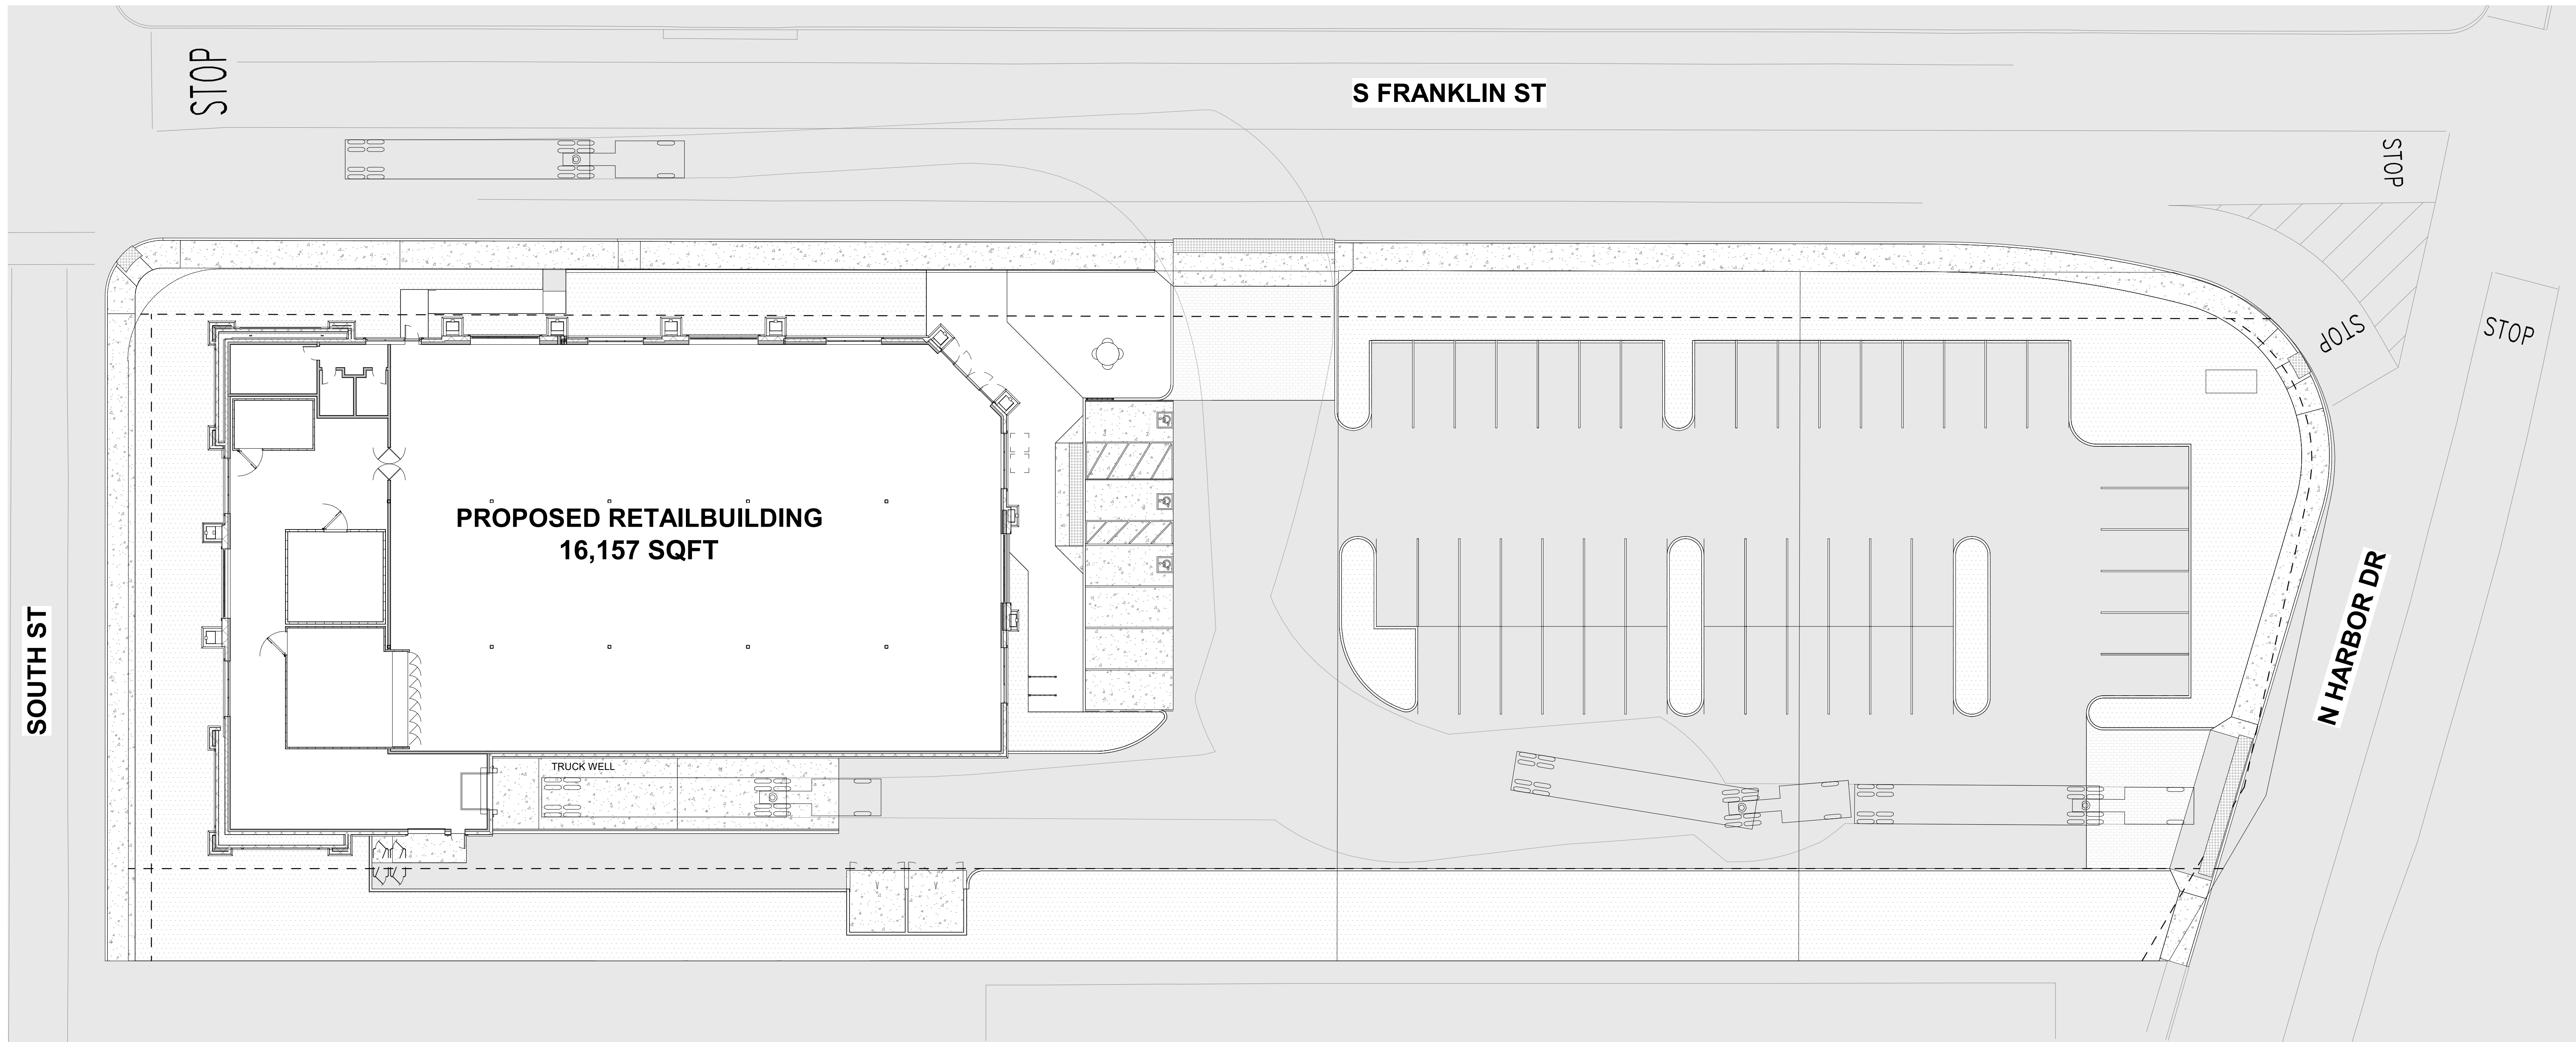 STOP
S FRANKLIN ST
STOP
STOP
STOP
PROPOSED RETAILBUILDING
16,157 SQFT
SOUTH ST
N HARBOR DR
TRUCK WELL